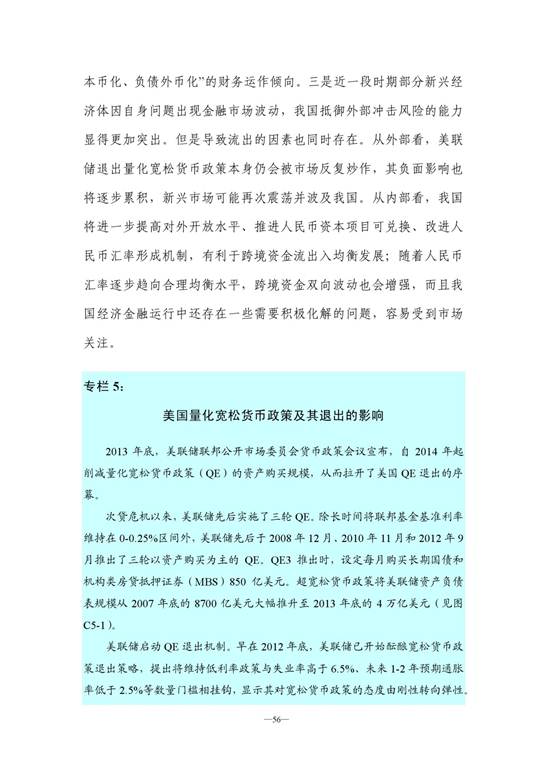 本币化、负债外币化”的财务运作倾向。三是近一段时期部分新兴经
济体因自身问题出现金融市场波动，我国抵御外部冲击风险的能力
显得更加突出。但是导致流出的因素也同时存在。从外部看，美联
储退出量化宽松货币政策本身仍会被市场反复炒作，其负面影响也
将逐步累积，新兴市场可能再次震荡并波及我国。从内部看，我国
将进一步提高对外开放水平、推进人民币资本项目可兑换、改进人
民币汇率形成机制，有利于跨境资金流出入均衡发展；随着人民币
汇率逐步趋向合理均衡水平，跨境资金双向波动也会增强，而且我
国经济金融运行中还存在一些需要积极化解的问题，容易受到市场
关注。
专栏 5：
美国量化宽松货币政策及其退出的影响
2013 年底，美联储联邦公开市场委员会货币政策会议宣布，自 2014 年起
削减量化宽松货币政策（QE）的资产购买规模，从而拉开了美国 QE 退出的序
幕。
次贷危机以来，美联储先后实施了三轮 QE。除长时间将联邦基金基准利率
维持在 0-0.25%区间外，美联储先后于 2008 年 12 月、2010 年 11 月和 2012 年 9
月推出了三轮以资产购买为主的 QE。QE3 推出时，设定每月购买长期国债和
机构类房贷抵押证券（MBS）850 亿美元。超宽松货币政策将美联储资产负债
表规模从 2007 年底的 8700 亿美元大幅推升至 2013 年底的 4 万亿美元（见图
C5-1）。
美联储启动 QE 退出机制。早在 2012 年底，美联储已开始酝酿宽松货币政
策退出策略，提出将维持低利率政策与失业率高于 6.5%、未来 1-2 年预期通胀
率低于 2.5%等数量门槛相挂钩，显示其对宽松货币政策的态度由刚性转向弹性。
—56—